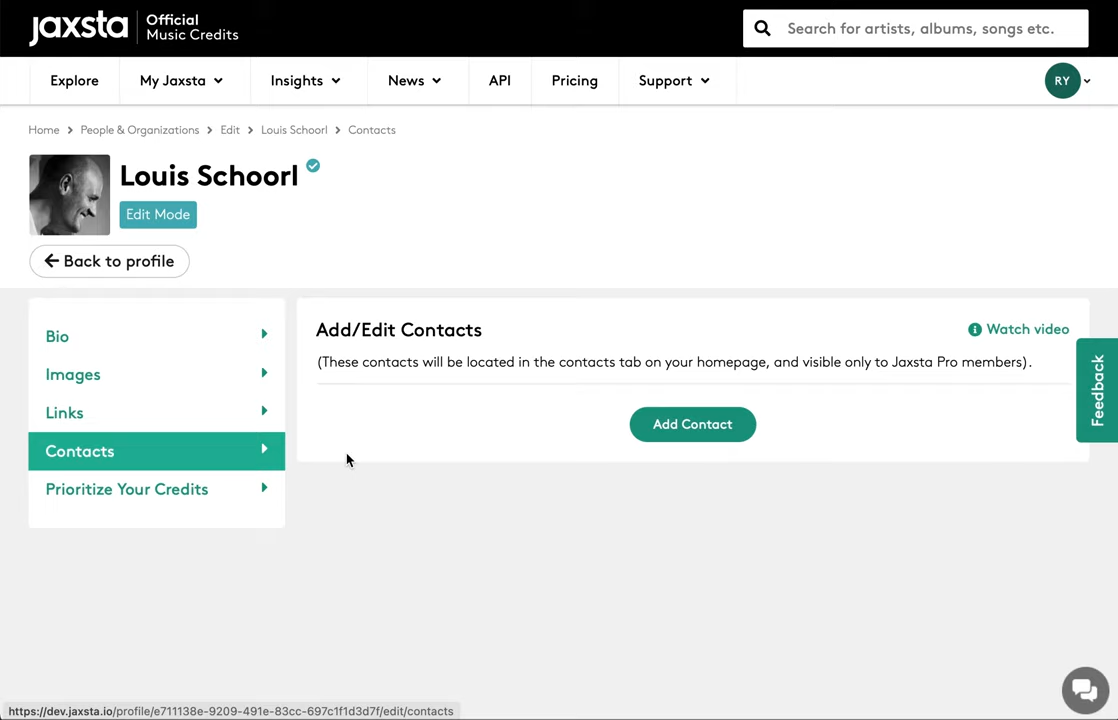 jaxsta
Official
Music Credits
Search for artists, albums, songs etc.
Explore
My Jaxsta
Insights
News
API
Pricing
Support
RY
Home
People & Organizations
Edit
Louis Schoorl
Contacts
Louis Schoorl
Edit Mode
Back to profile
Bio
Images
Links
Contacts
Prioritize Your Credits
Add/Edit Contacts
Watch video
(These contacts will be located in the contacts tab on your homepage, and visible only to Jaxsta Pro members).
Add Contact
Feedback
https://dev.jaxsta.io/profile/e711138e-9209-491e-83cc-697c1f1d3d7f/edit/contacts